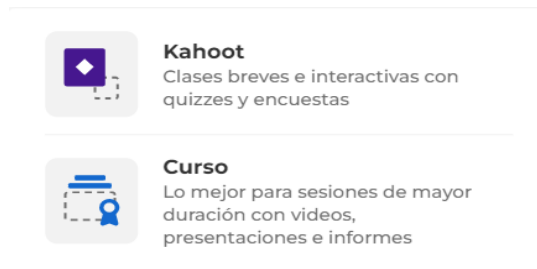 Kahoot
Clases breves e interactivas con
quizzes y encuestas
Curso
Lo mejor para sesiones de mayor
duración con videos,
presentaciones e informes